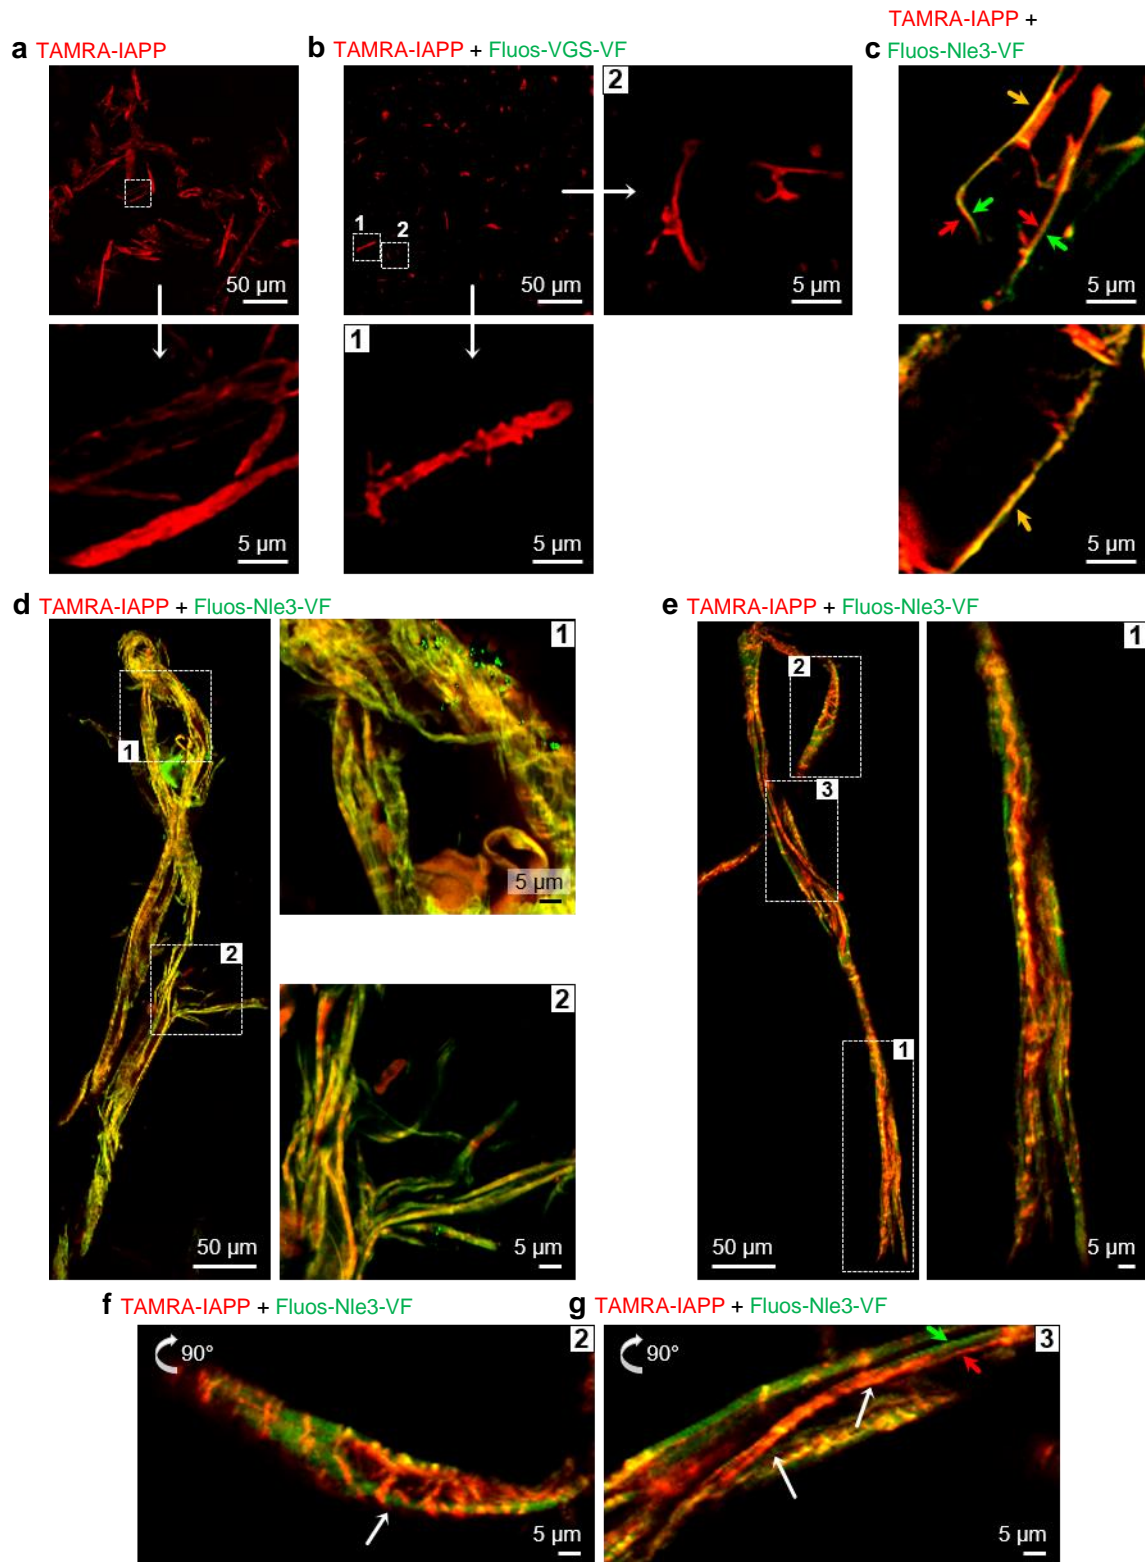 a TAMRA-IAPP
50 µm
5 µm
b TAMRA-IAPP + Fluos-VGS-VF
1
2
50 µm
2
5 µm
1
5 µm
TAMRA-IAPP +
c Fluos-Nle3-VF
5 µm
5 µm
d TAMRA-IAPP + Fluos-Nle3-VF
1
2
50 µm
1
5 µm
2
5 µm
e TAMRA-IAPP + Fluos-Nle3-VF
2
3
1
50 µm
1
5 µm
f TAMRA-IAPP + Fluos-Nle3-VF
90°
2
5 µm
g TAMRA-IAPP + Fluos-Nle3-VF
90°
3
5 µm